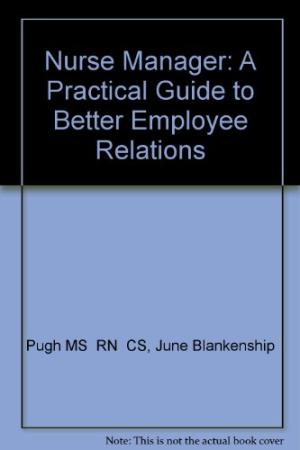 Nurse Manager: A
Practical Guide to
Better Employee
Relations
Pugh MS  RN  CS, June Blankenship
Note: This is not the actual book cover